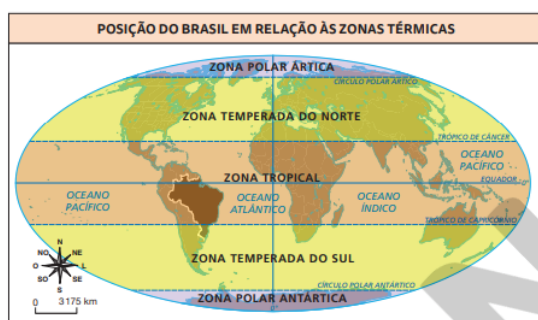 POSIÇÃO DO BRASIL EM RELAÇÃO ÀS ZONAS TÉRMICAS
ZONA POLAR ÁRTICA
CÍRCULO POLAR ÁRTICO
ZONA TEMPERADA DO NORTE
TRÓPICO DE CÂNCER
OCEANO
PACÍFICO
ZONA TROPICAL
EQUADOR
OCEANO
PACÍFICO
OCEANO
ATLÂNTICO
OCEANO
ÍNDICO
TRÓPICO DE CAPRICÓRNIO
ZONA TEMPERADA DO SUL
CÍRCULO POLAR ANTÁRTICO
ZONA POLAR ANTÁRTICA
N
NO NE
O L
SO SE
S
0 3175 km